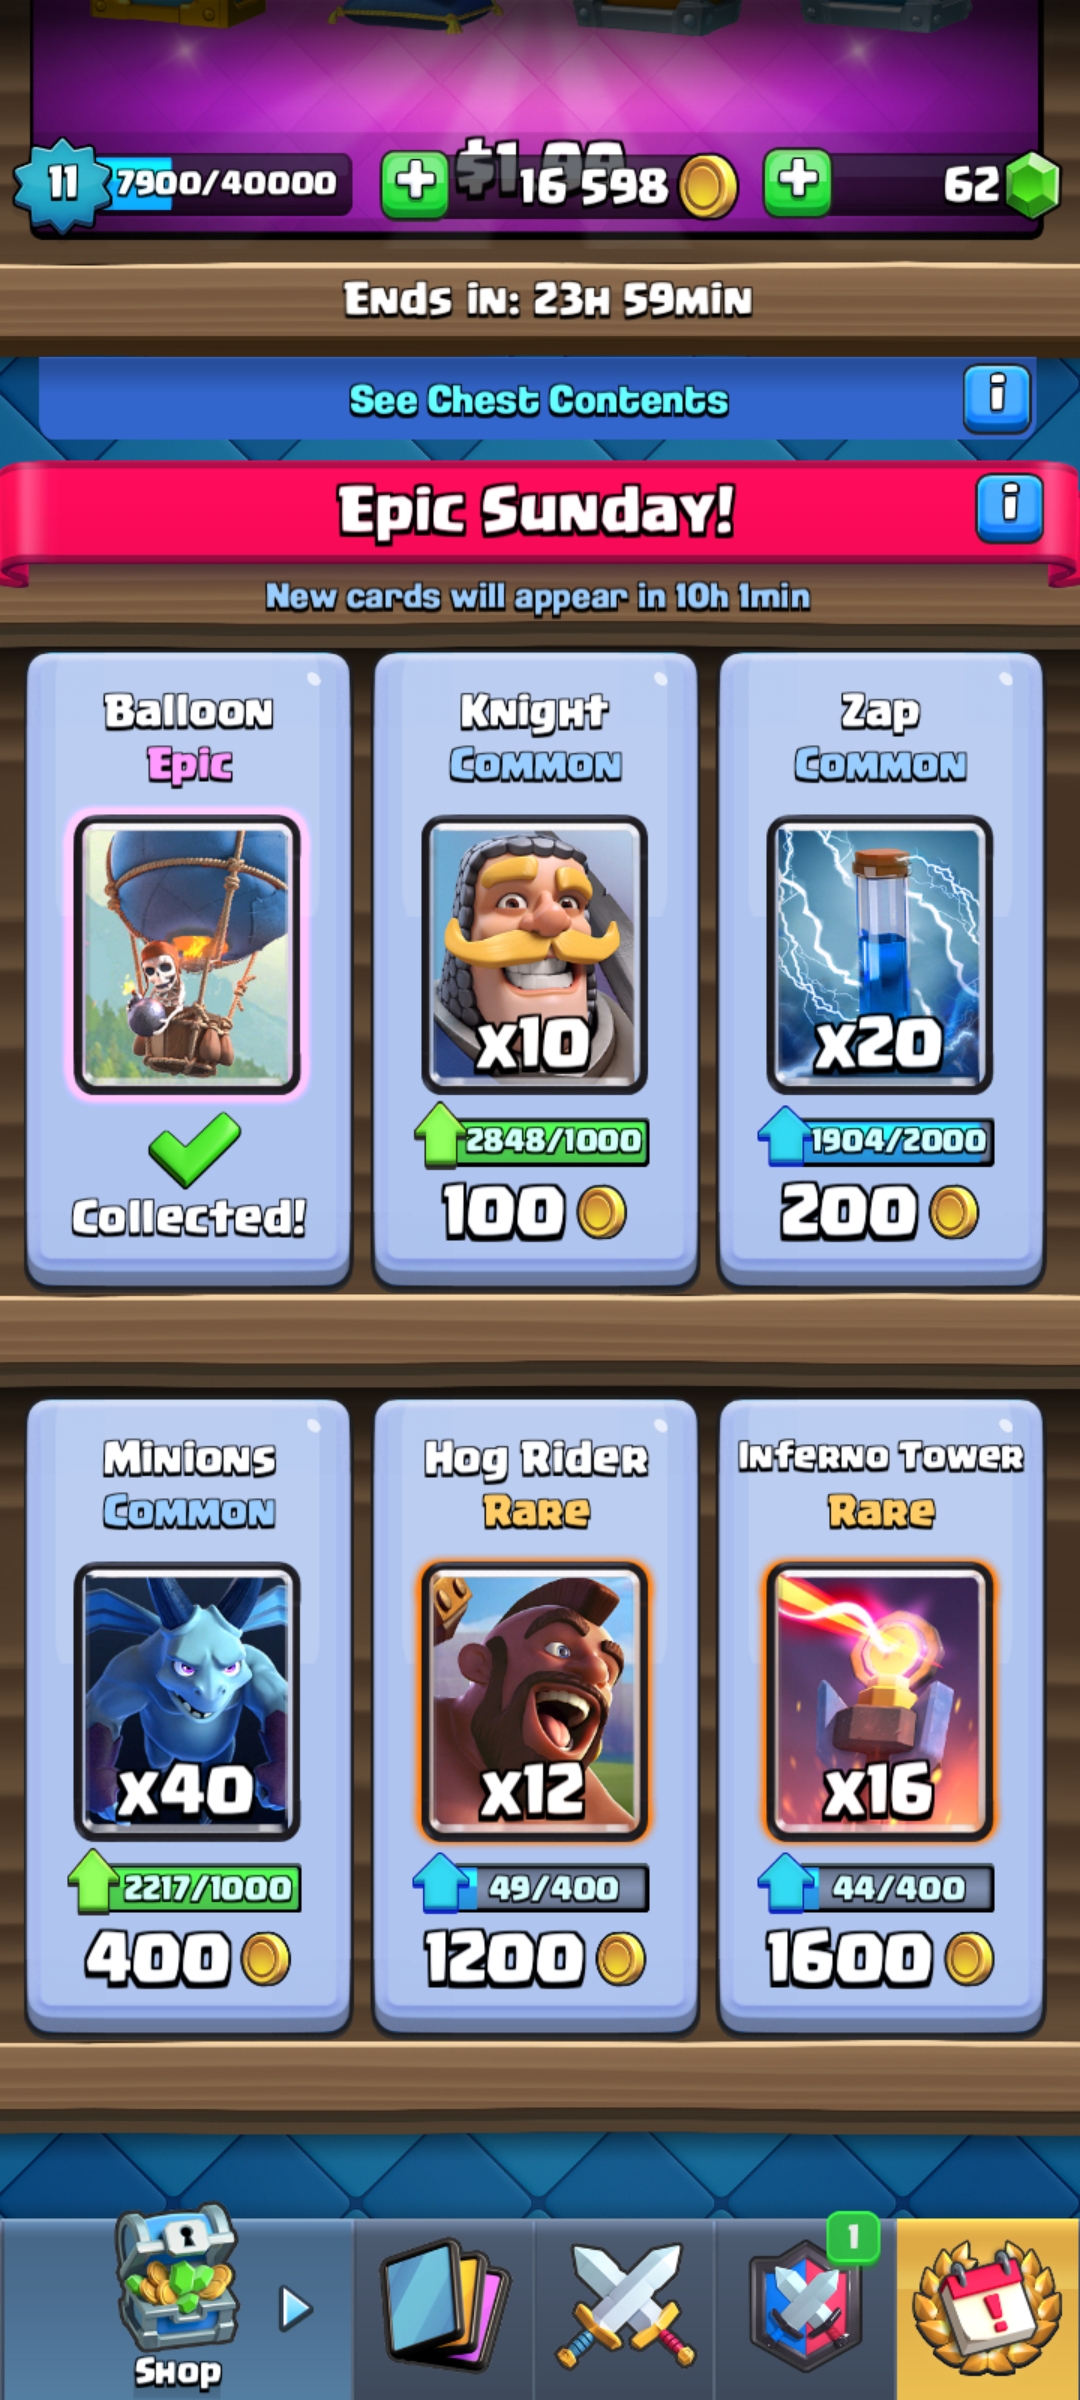 $1.99
11
7900/40000
16 598
62
Ends in: 23h 59min
See Chest Contents
i
Epic Sunday!
i
New cards will appear in 10h 1min
Balloon
Epic
Collected!
Knight
Common
x10
2848/1000
100
Zap
Common
x20
1904/2000
200
Minions
Common
x40
2217/1000
400
Hog Rider
Rare
x12
49/400
1200
Inferno Tower
Rare
x16
44/400
1600
Shop
1
!